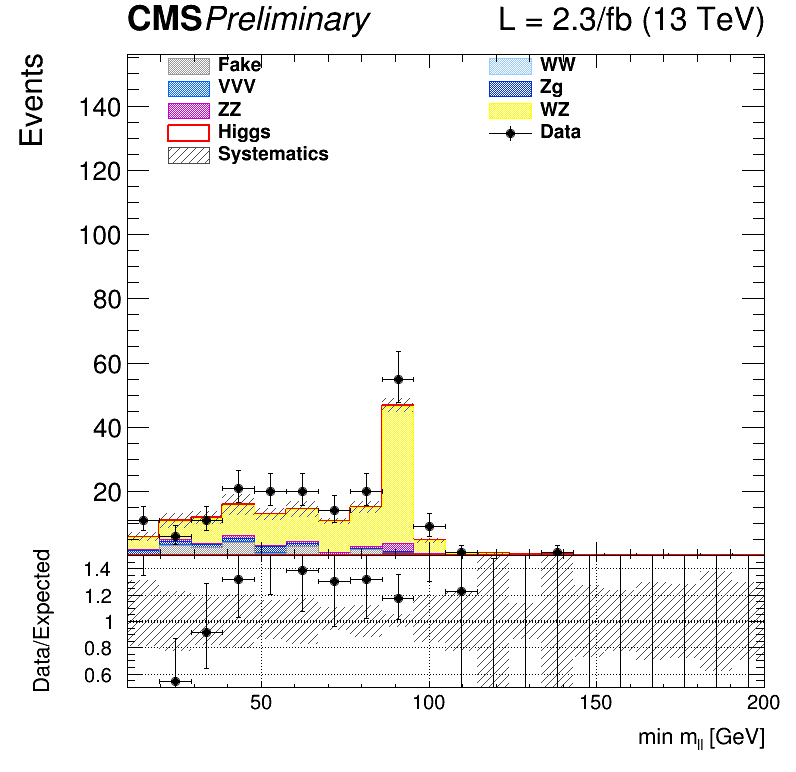 CMSPreliminary L = 2.3/fb (13 TeV)
Events
Fake WW
VVV Zg
ZZ WZ
Higgs Data
Systematics
140
120
100
80
60
40
20
Data/Expected
1.4
1.2
1
0.8
0.6
50 100 150 200
min m_ll [GeV]